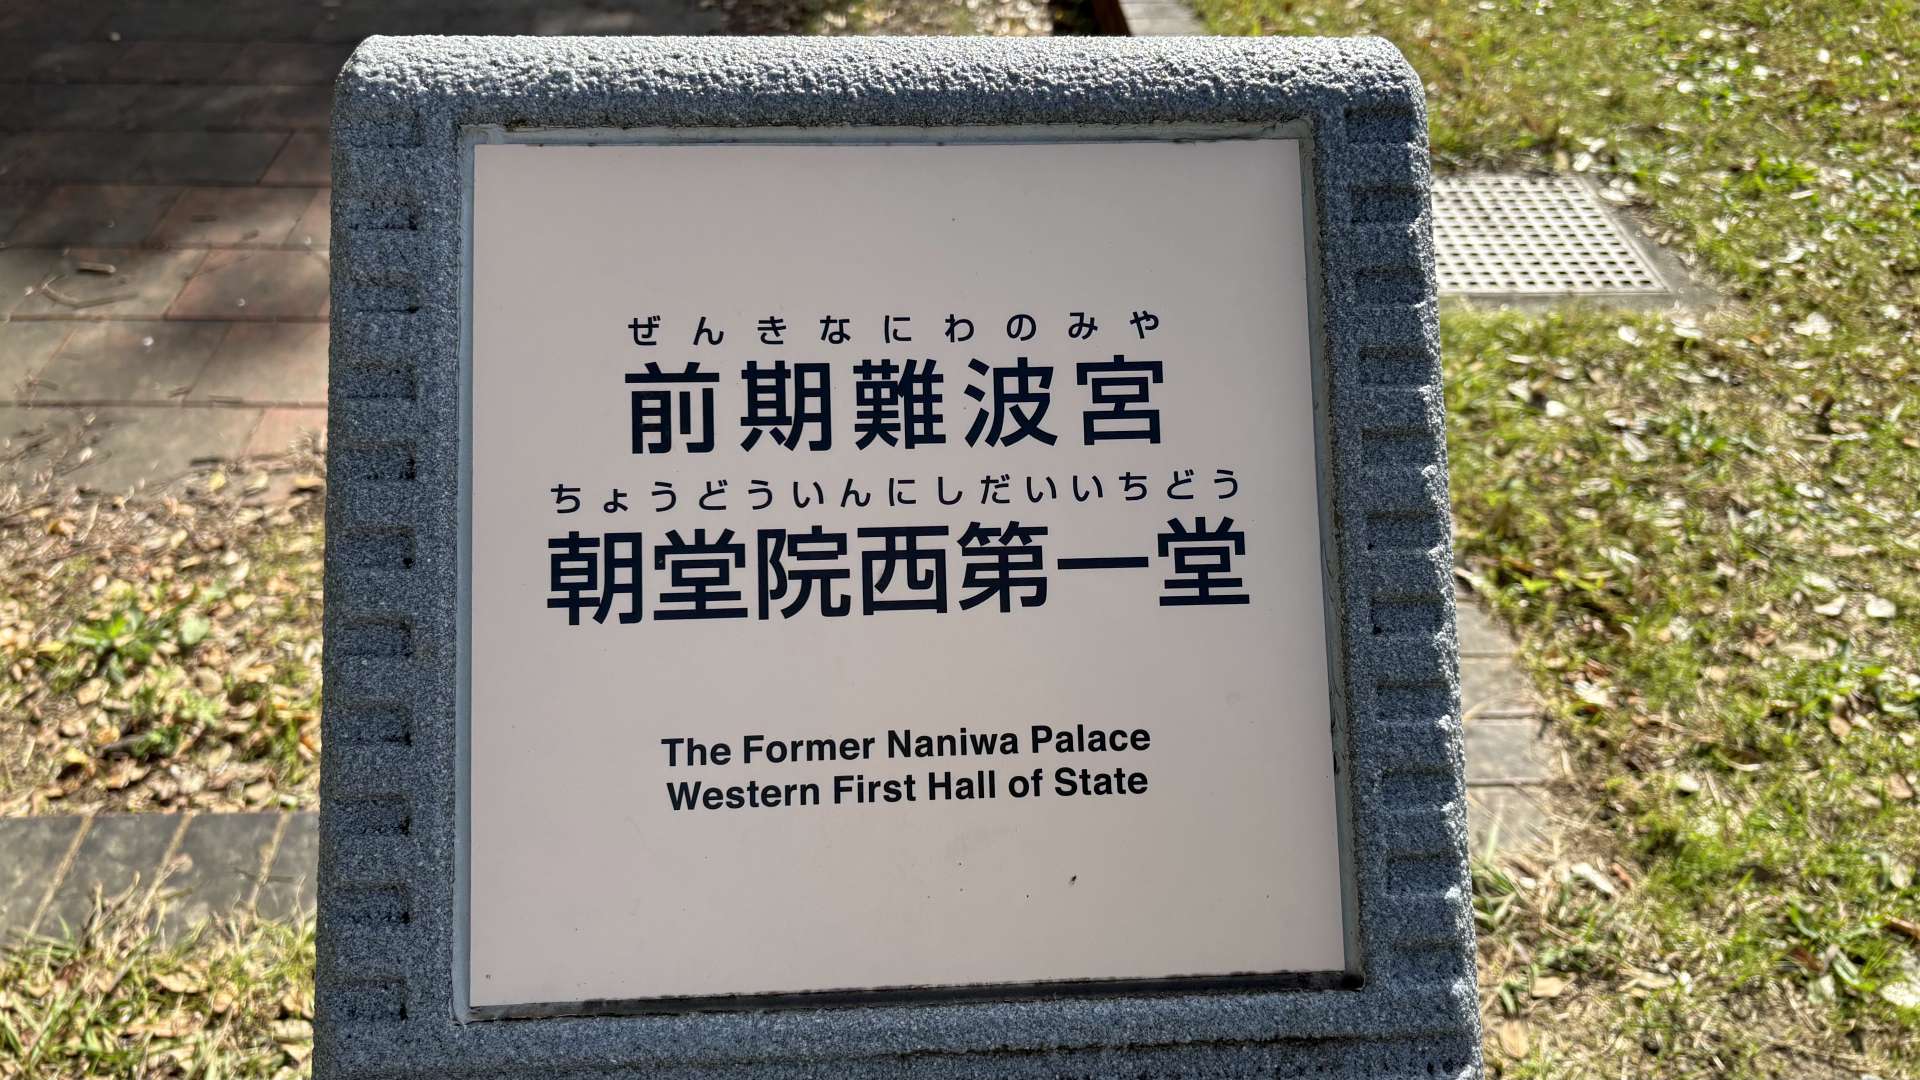 ぜんきなにわのみや
前期難波宮
ちょうどういんにしだいいちどう
朝堂院西第一堂
The Former Naniwa Palace
Western First Hall of State